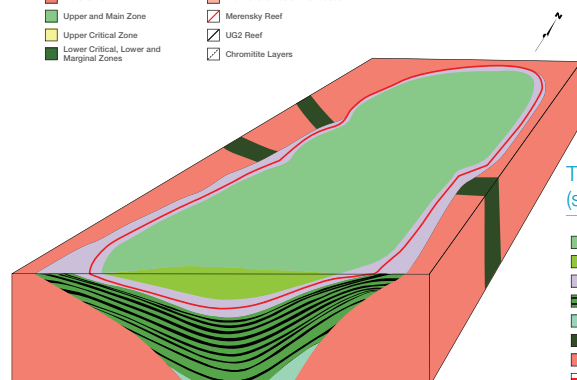 Upper and Main Zone
Upper Critical Zone
Lower Critical, Lower and
Marginal Zones
Merensky Reef
UG2 Reef
Chromitite Layers
N
T
(s